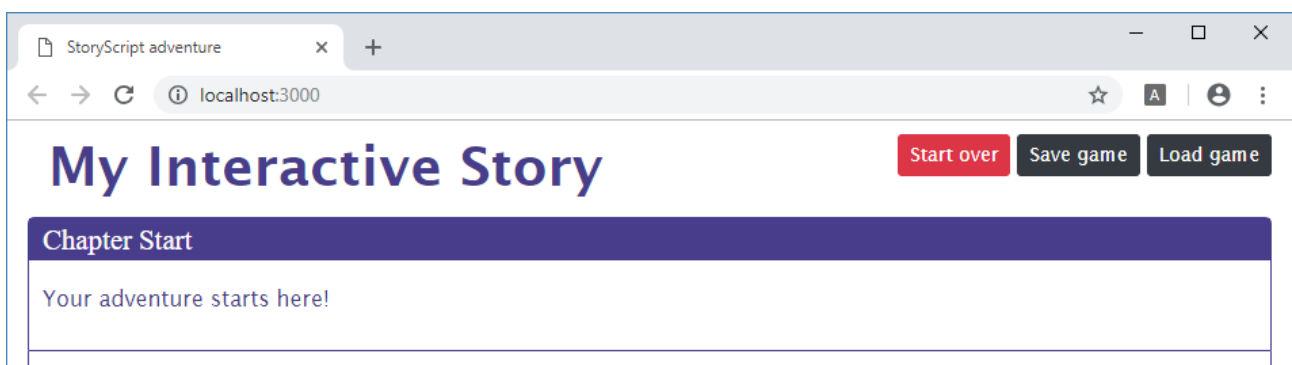 StoryScript adventure
localhost:3000
A
My Interactive Story
Start over Save game Load game
Chapter Start
Your adventure starts here!